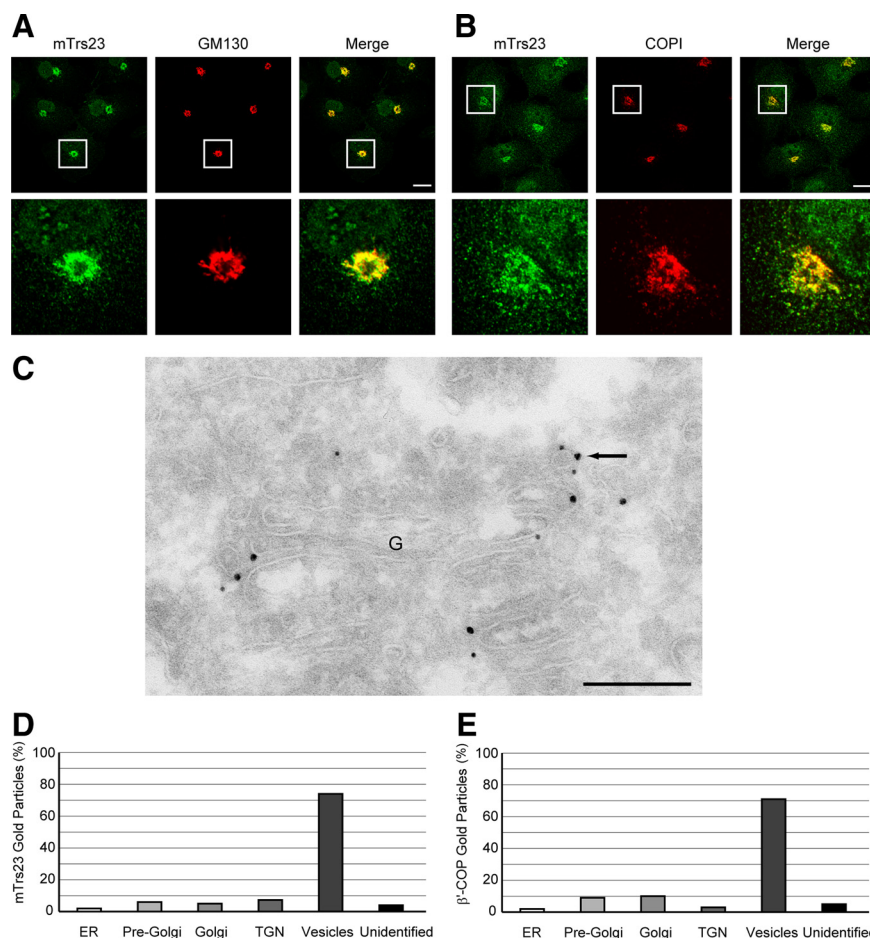 A
B
mTrs23 GM130 Merge
mTrs23 COPI Merge
C
G
D
mTrs23 Gold Particles (%)
100
80
60
40
20
0
ER Pre-Golgi Golgi TGN Vesicles Unidentified
E
β'-COP Gold Particles (%)
100
80
60
40
20
0
ER Pre-Golgi Golgi TGN Vesicles Unidentified